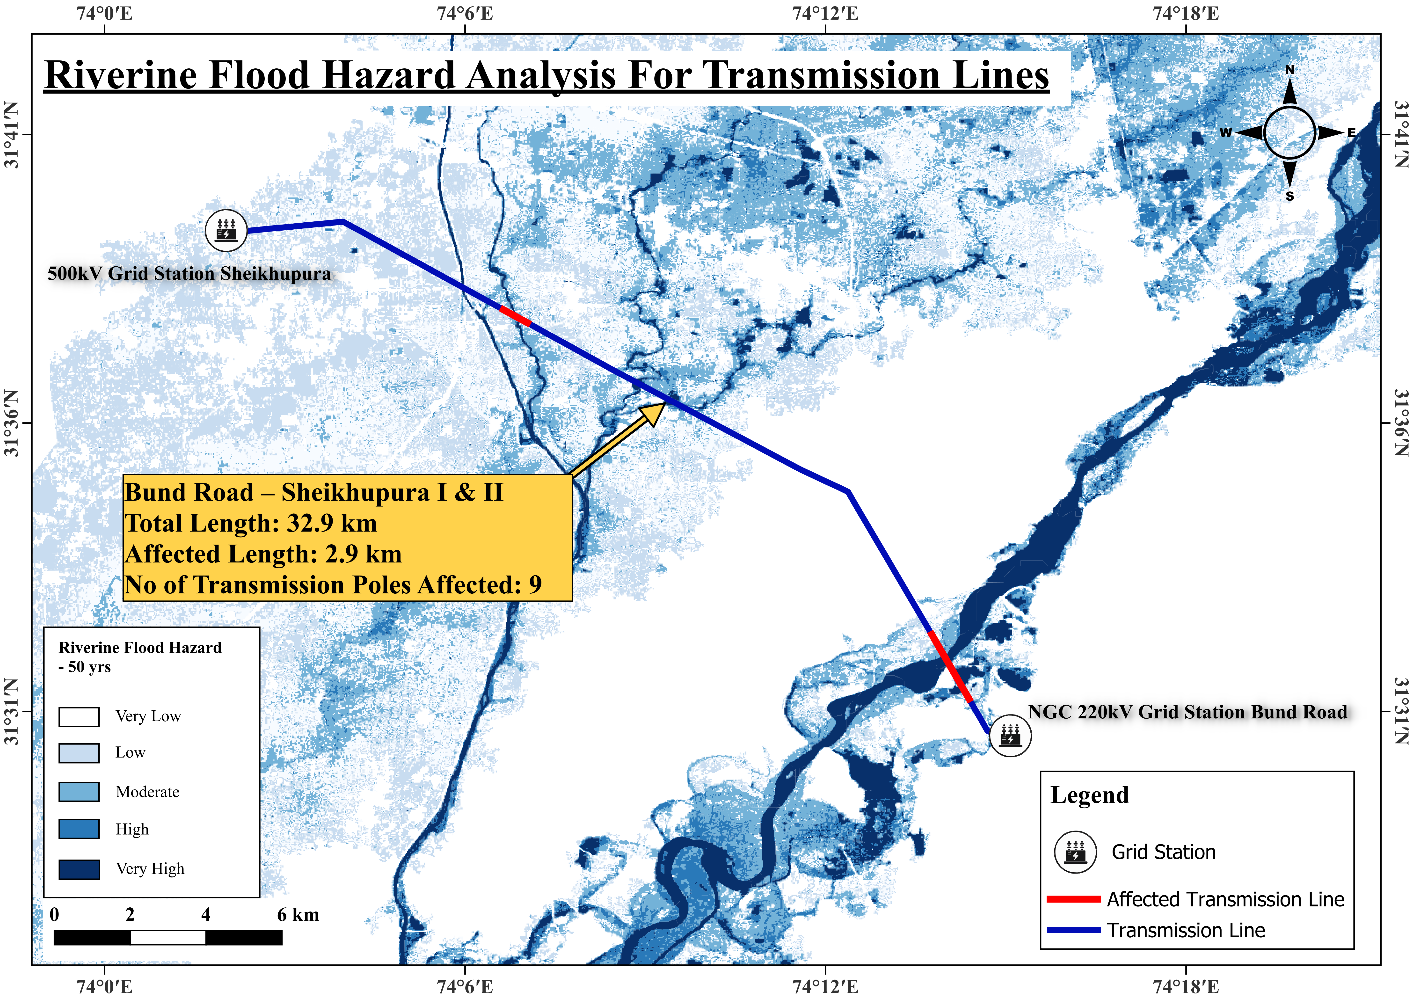 74°0′E 74°6′E 74°12′E 74°18′E
Riverine Flood Hazard Analysis For Transmission Lines
31°41′N
31°41′N
N
W E
S
500kV Grid Station Sheikhupura
31°36′N
31°36′N
Bund Road – Sheikhupura I & II
Total Length: 32.9 km
Affected Length: 2.9 km
No of Transmission Poles Affected: 9
Riverine Flood Hazard
- 50 yrs
Very Low
Low
Moderate
High
Very High
31°31′N
31°31′N
NGC 220kV Grid Station Bund Road
Legend
Grid Station
Affected Transmission Line
Transmission Line
0 2 4 6 km
74°0′E 74°6′E 74°12′E 74°18′E